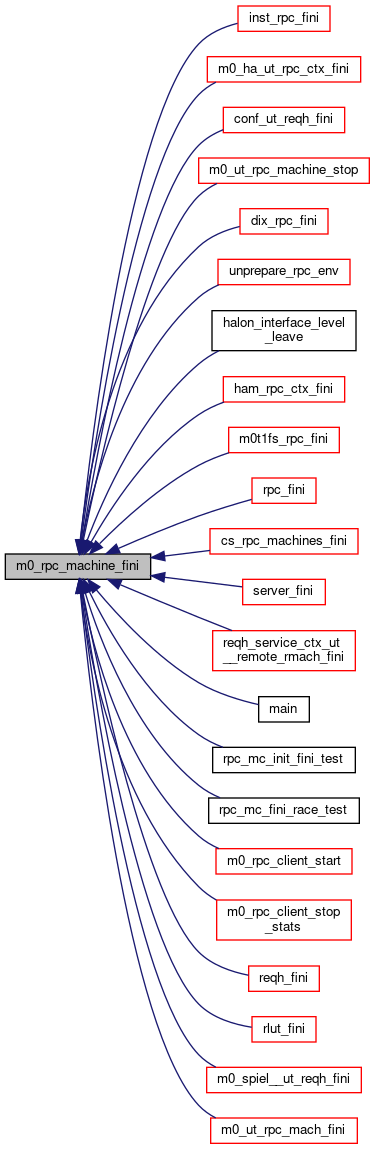 inst_rpc_fini
m0_ha_ut_rpc_ctx_fini
conf_ut_reqh_fini
m0_ut_rpc_machine_stop
dix_rpc_fini
unprepare_rpc_env
halon_interface_level
_leave
ham_rpc_ctx_fini
m0t1fs_rpc_fini
rpc_fini
cs_rpc_machines_fini
m0_rpc_machine_fini
server_fini
reqh_service_ctx_ut
__remote_rmach_fini
main
rpc_mc_init_fini_test
rpc_mc_fini_race_test
m0_rpc_client_start
m0_rpc_client_stop
_stats
reqh_fini
rlut_fini
m0_spiel__ut_reqh_fini
m0_ut_rpc_mach_fini